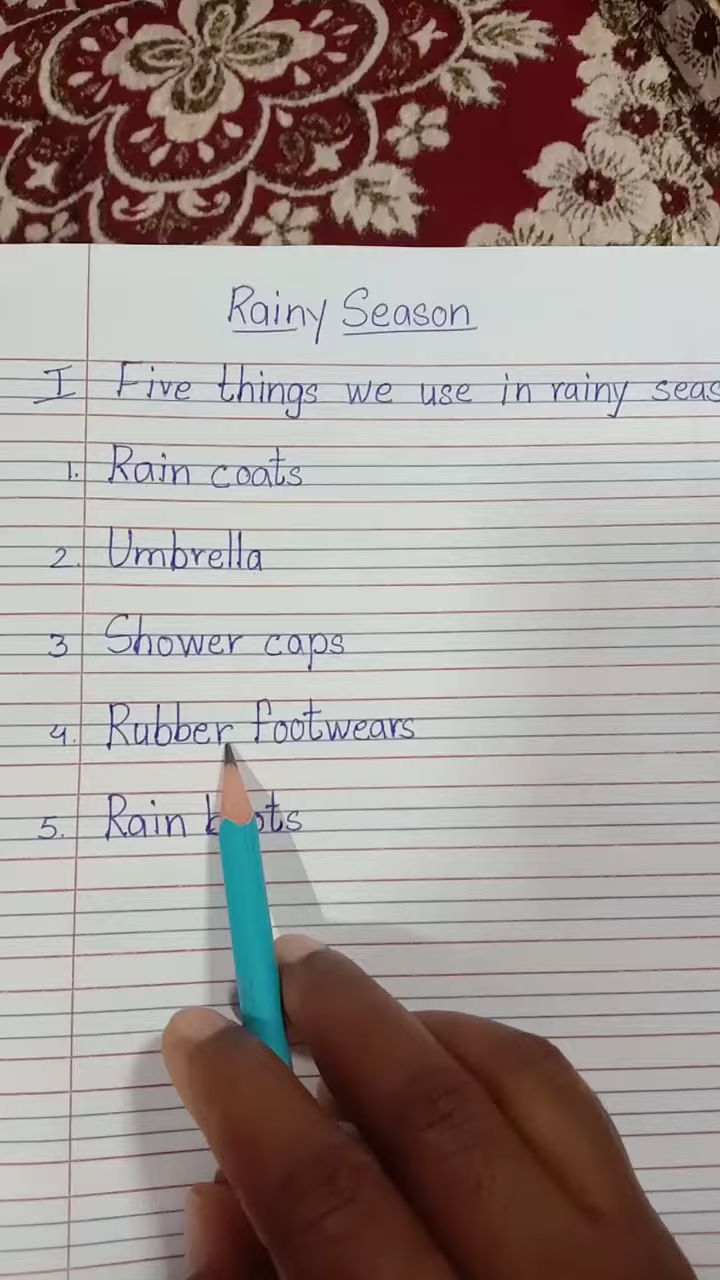 Rainy Season
I Five things we use in rainy seas
1. Rain coats
2. Umbrella
3 Shower caps
4. Rubber footwears
5. Rain